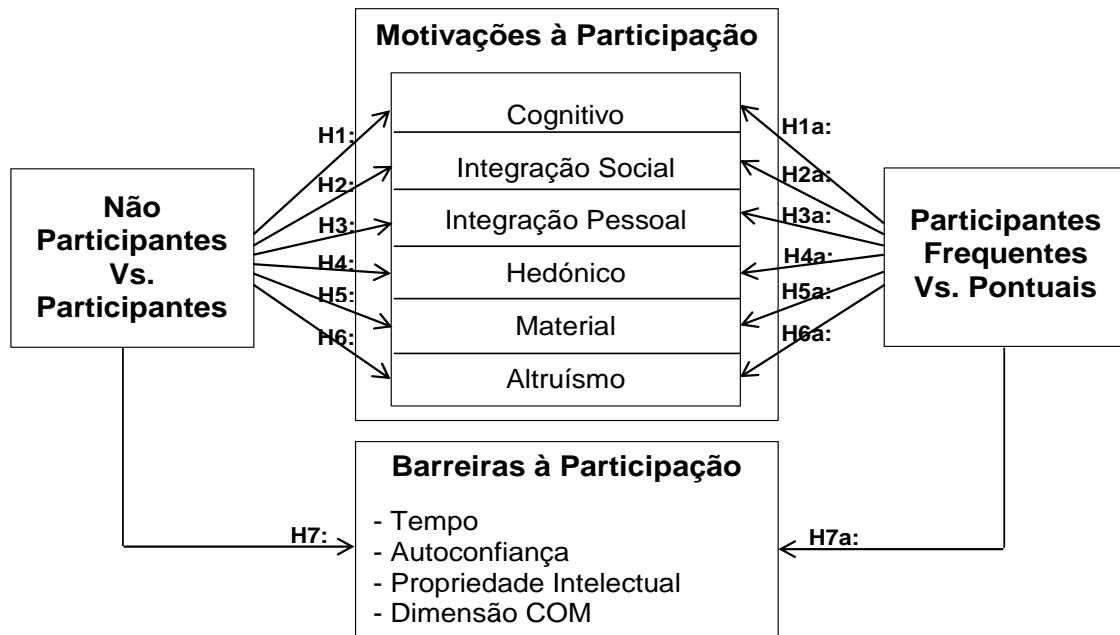 Motivações à Participação
Cognitivo
Integração Social
Integração Pessoal
Hedónico
Material
Altruísmo
H1:
H2:
H3:
H4:
H5:
H6:
H1a:
H2a:
H3a:
H4a:
H5a:
H6a:
Não
Participantes
Vs.
Participantes
Participantes
Frequentes
Vs. Pontuais
Barreiras à Participação
- Tempo
- Autoconfiança
- Propriedade Intelectual
- Dimensão COM
H7:
H7a: